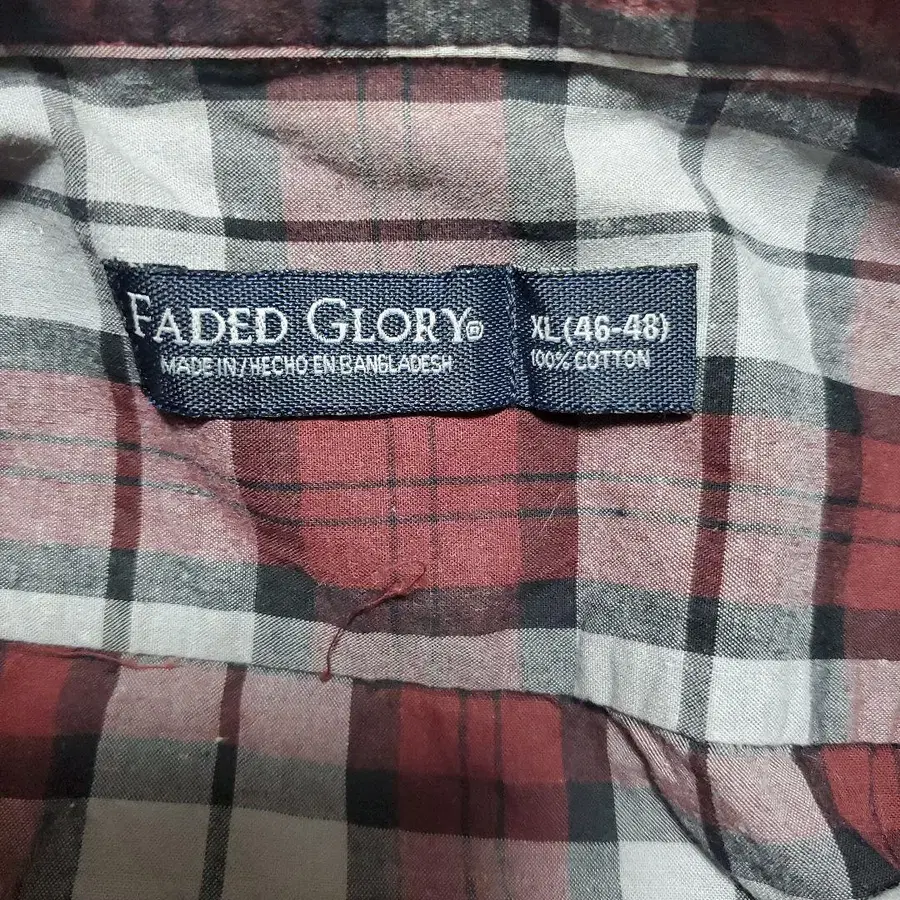 FADED GLORY®
MADE IN/HECHO EN BANGLADESH
XL(46-48)
100% COTTON